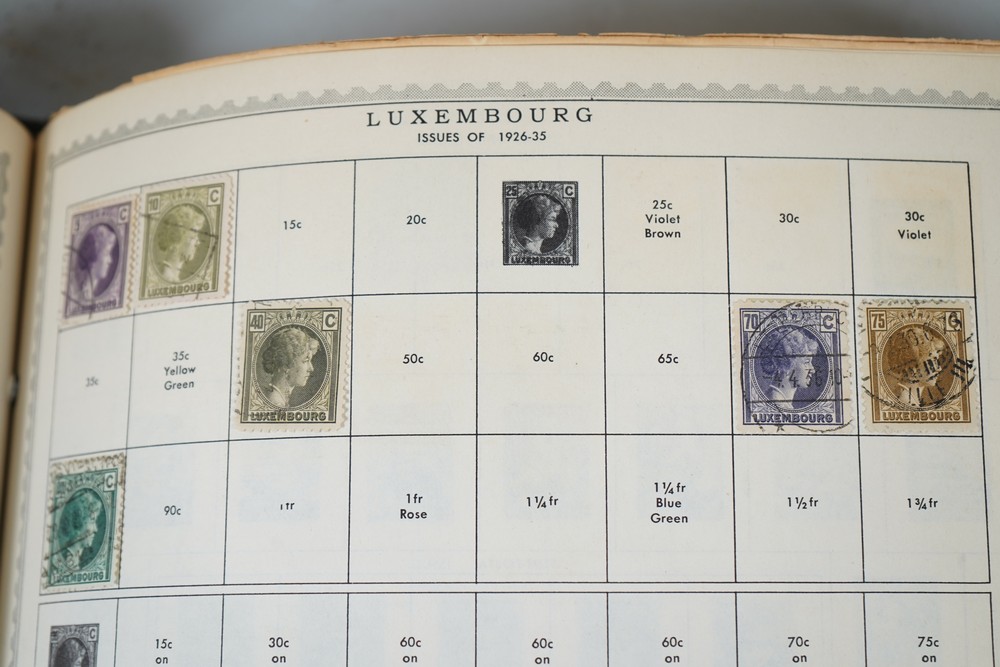 LUXEMBOURG
ISSUES OF 1926-35
C
LUXEMBOURG
10 C
LUXEMBOURG
15c
20c
25 C
LUXEMBOURG
25c
Violet
Brown
30c
30c
Violet
35c
35c
Yellow
Green
40 C
LUXEMBOURG
50c
60c
65c
70 C
LUXEMBOURG
75 C
LUXEMBOURG
C
LUXEMBOURG
90c
1fr
1fr
Rose
1¼fr
1¼fr
Blue
Green
1½fr
1¾fr
C
15c
on
30c
on
60c
on
60c
on
60c
on
70c
on
75c
on